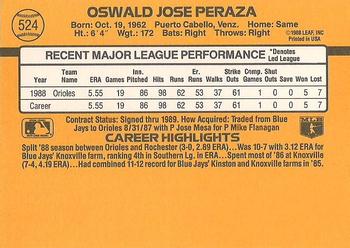 524
OSWALD JOSE PERAZA
©1988 LEAF, INC
Printed in USA
Born: Oct. 19, 1962 Puerto Cabello, Venz. Home: Same
Ht.: 6'4" Wgt.: 172 Bats: Right Throws: Right
RECENT MAJOR LEAGUE PERFORMANCE *Denotes Led League
Year Team Name ERA Games Inn. Pitched Hits Runs Walks Strike Outs Comp. Games Shut Outs Saves Won Lost
1988 Orioles 5.55 19 86 98 62 37 61 1 0 0 5 7
Career 5.55 19 86 98 62 37 61 1 0 0 5 7
Contract Status: Signed thru 1989. How Acquired: Traded from Blue
Jays to Orioles 8/31/87 with P Jose Mesa for P Mike Flanagan
CAREER HIGHLIGHTS
MLB
Split '88 season between Orioles and Rochester (3-0, 2.89 ERA)... Was 10-7 with 3.12 ERA for
Blue Jays' Knoxville farm, ranking 4th in Southern Lg. in ERA... Spent most of '86 at Knoxville
(7-4, 4.19 ERA)... Had combined 11-12 record for Blue Jays' Kinston and Knoxville farms in '85.